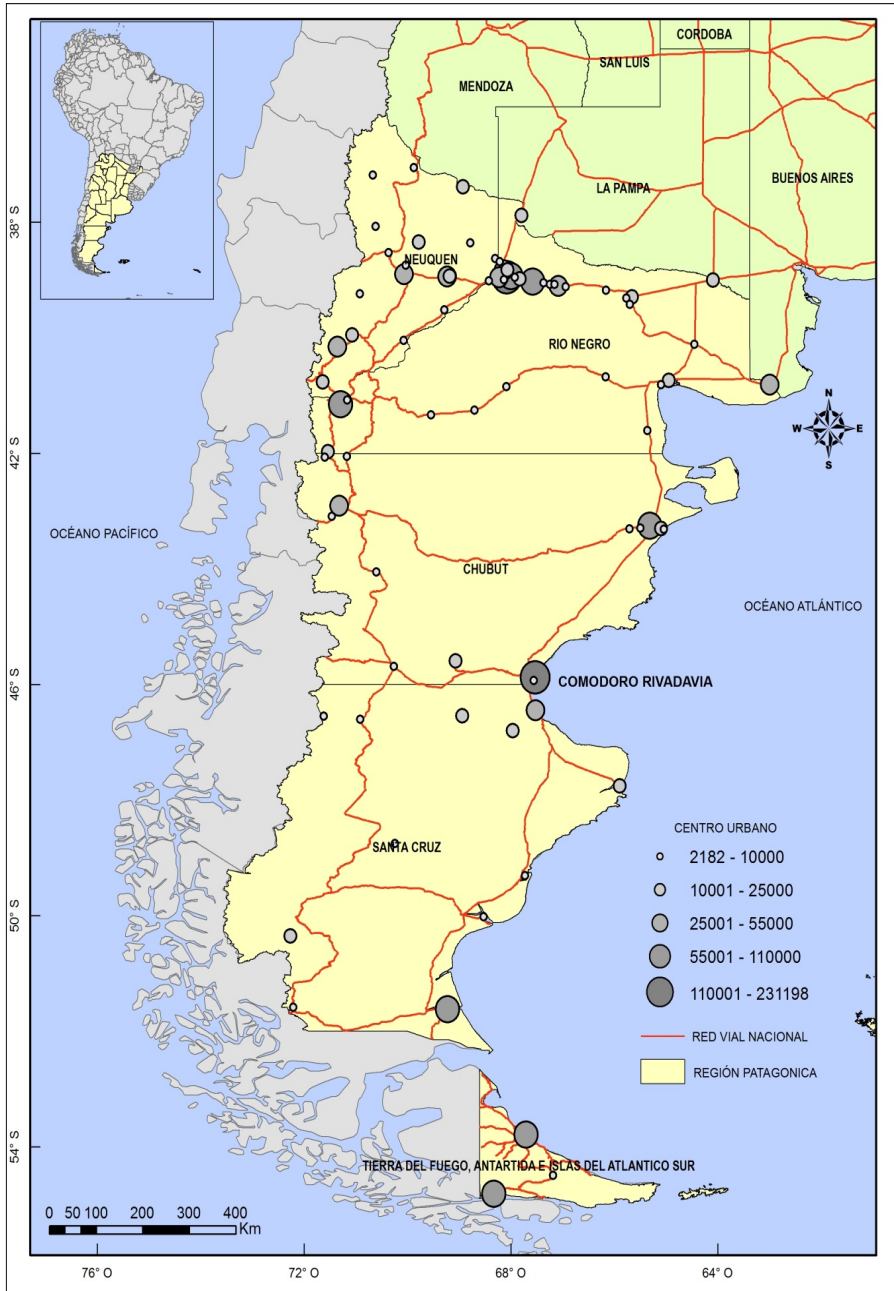 CORDOBA
SAN LUIS
MENDOZA
LA PAMPA
BUENOS AIRES
38° S
NEUQUEN
RIO NEGRO
N
W E
S
42° S
OCÉANO PACÍFICO
CHUBUT
OCÉANO ATLÁNTICO
46° S
COMODORO RIVADAVIA
CENTRO URBANO
2182 - 10000
SANTA CRUZ
10001 - 25000
50° S
25001 - 55000
55001 - 110000
110001 - 231198
RED VIAL NACIONAL
REGIÓN PATAGONICA
54° S
TIERRA DEL FUEGO, ANTARTIDA E ISLAS DEL ATLANTICO SUR
0 50 100 200 300 400
Km
76° O 72° O 68° O 64° O